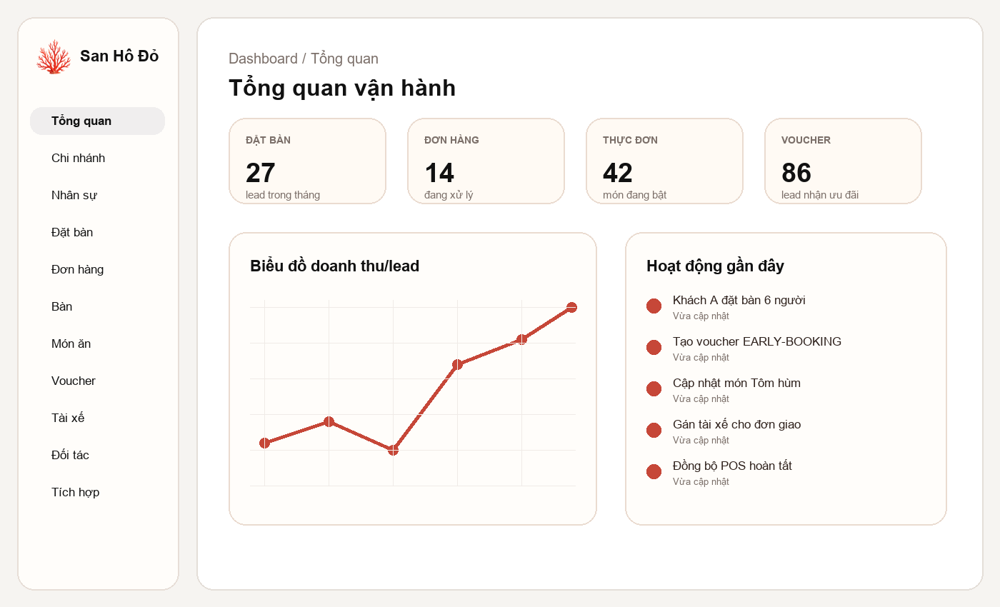 San Hô Đỏ
Tổng quan
Chi nhánh
Nhân sự
Đặt bàn
Đơn hàng
Bàn
Món ăn
Voucher
Tài xế
Đối tác
Tích hợp
Dashboard / Tổng quan
Tổng quan vận hành
ĐẶT BÀN
27
lead trong tháng
ĐƠN HÀNG
14
đang xử lý
THỰC ĐƠN
42
món đang bật
VOUCHER
86
lead nhận ưu đãi
Biểu đồ doanh thu/lead
Hoạt động gần đây
Khách A đặt bàn 6 người
Vừa cập nhật
Tạo voucher EARLY-BOOKING
Vừa cập nhật
Cập nhật món Tôm hùm
Vừa cập nhật
Gán tài xế cho đơn giao
Vừa cập nhật
Đồng bộ POS hoàn tất
Vừa cập nhật